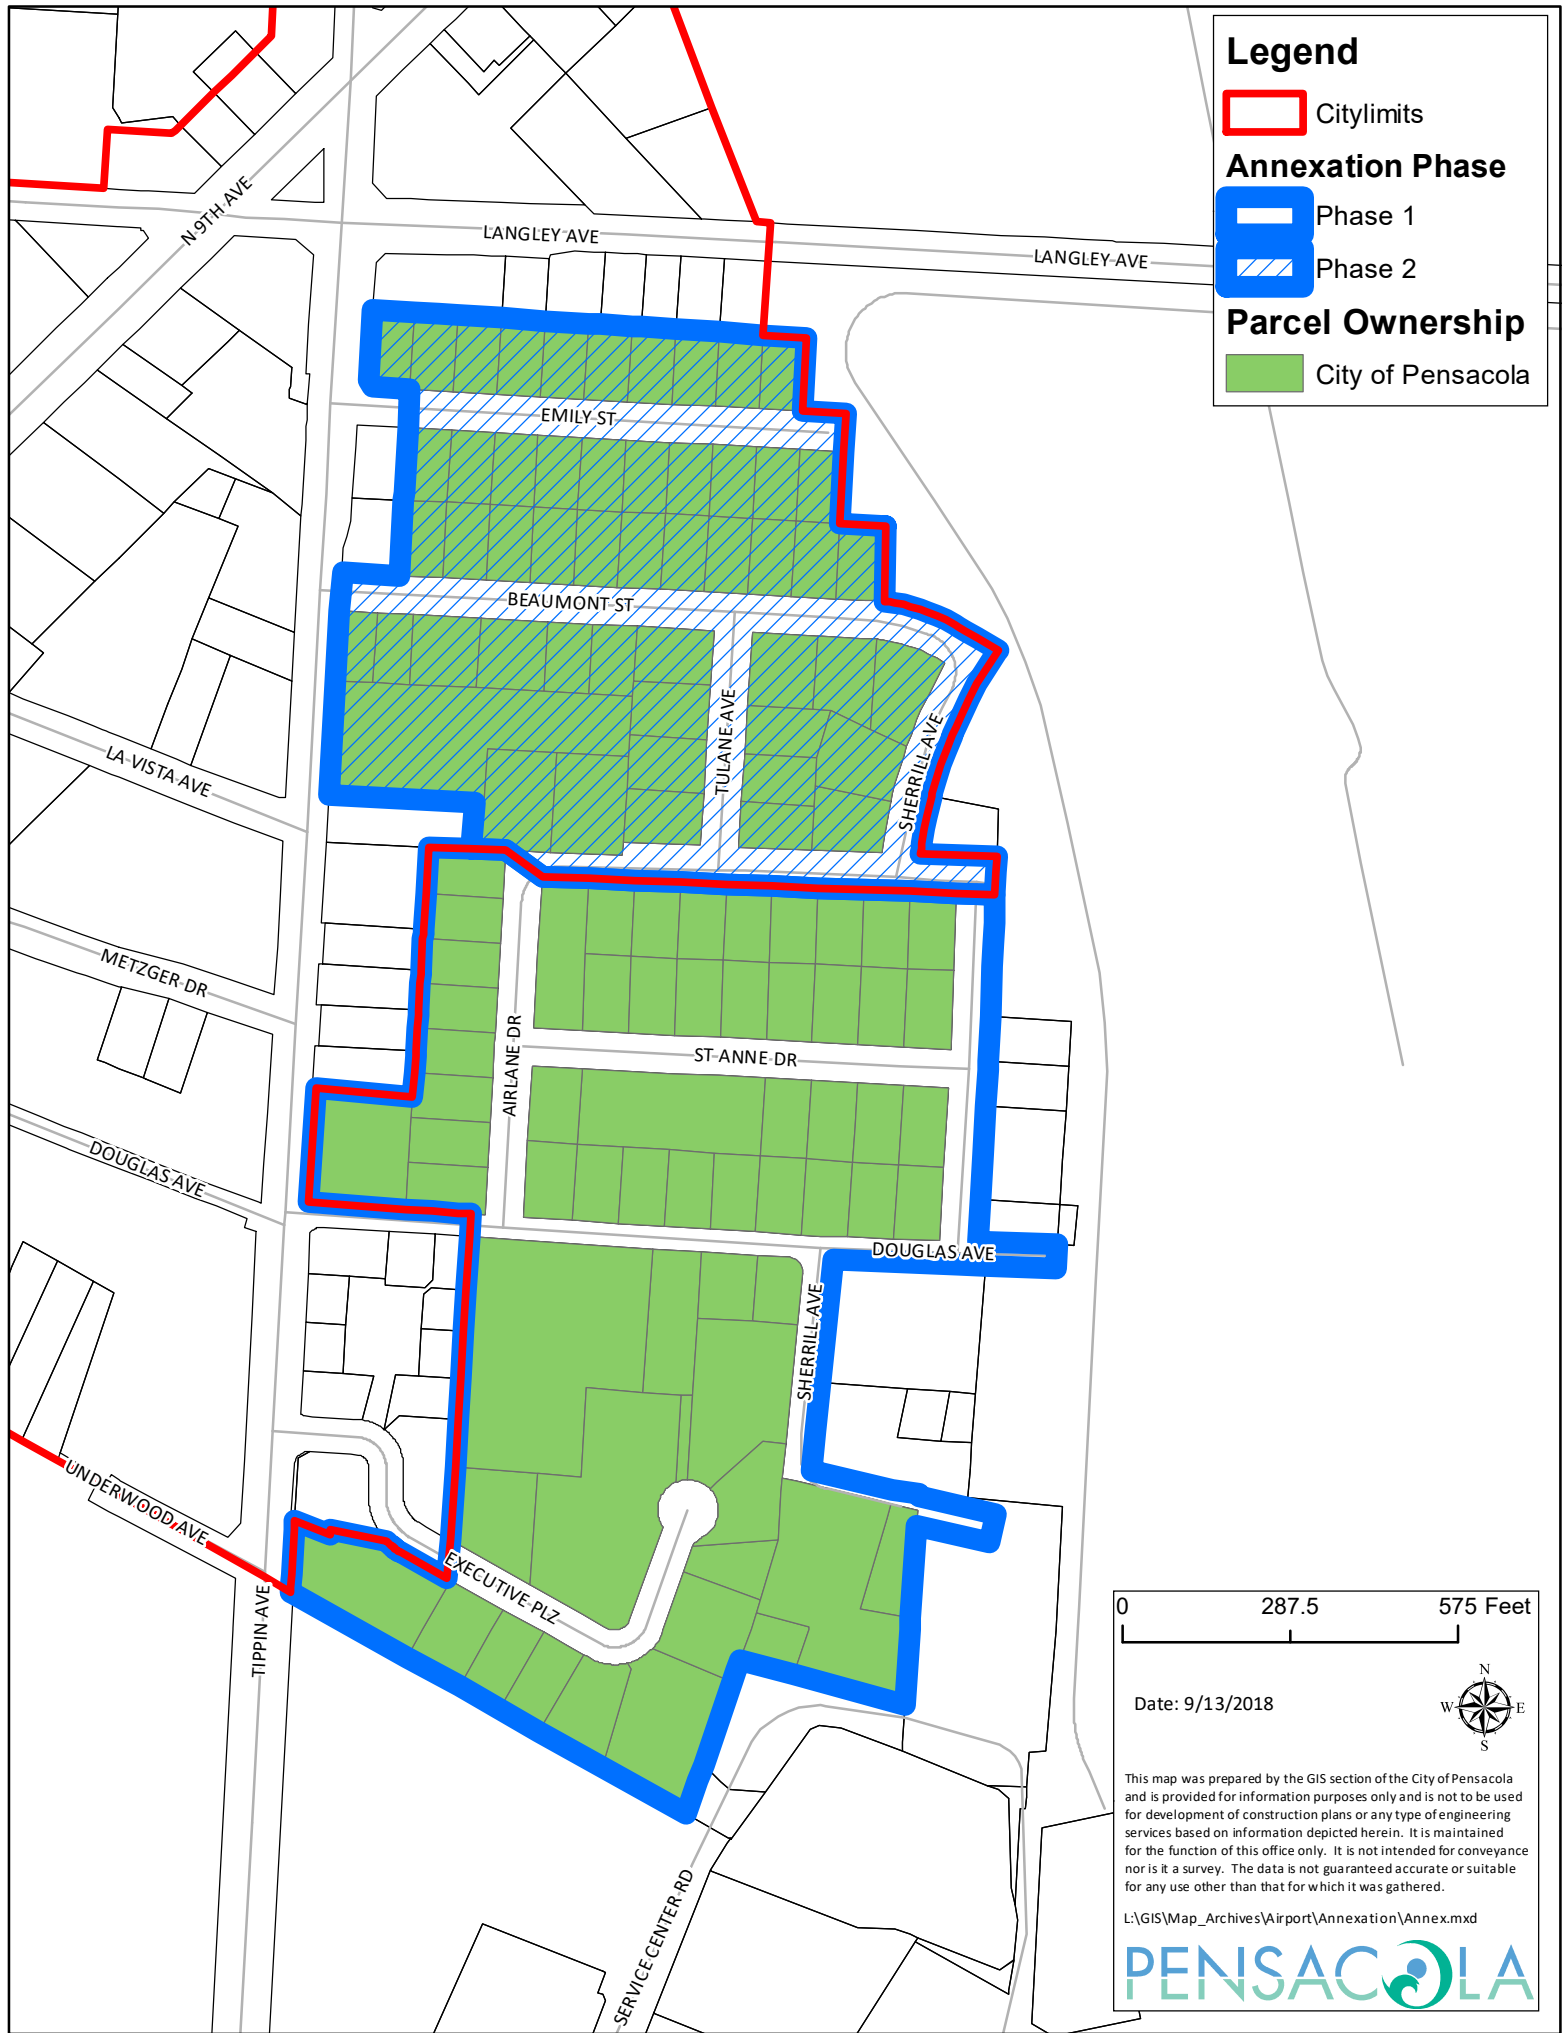 Legend
Citylimits
Annexation Phase
Phase 1
Phase 2
Parcel Ownership
City of Pensacola
N 9TH AVE
LANGLEY AVE
LANGLEY AVE
EMILY ST
BEAUMONT ST
TULANE AVE
SHERRILL AVE
LA VISTA AVE
METZGER DR
AIRLANE DR
ST ANNE DR
DOUGLAS AVE
DOUGLAS AVE
SHERRILL AVE
UNDERWOOD AVE
EXECUTIVE PLZ
TIPPIN AVE
SERVICE CENTER RD
0 287.5 575 Feet
Date: 9/13/2018
N
W E
S
This map was prepared by the GIS section of the City of Pensacola
and is provided for information purposes only and is not to be used
for development of construction plans or any type of engineering
services based on information depicted herein. It is maintained
for the function of this office only. It is not intended for conveyance
nor is it a survey. The data is not guaranteed accurate or suitable
for any use other than that for which it was gathered.
L:\GIS\Map_Archives\Airport\Annexation\Annex.mxd
PENSACOLA